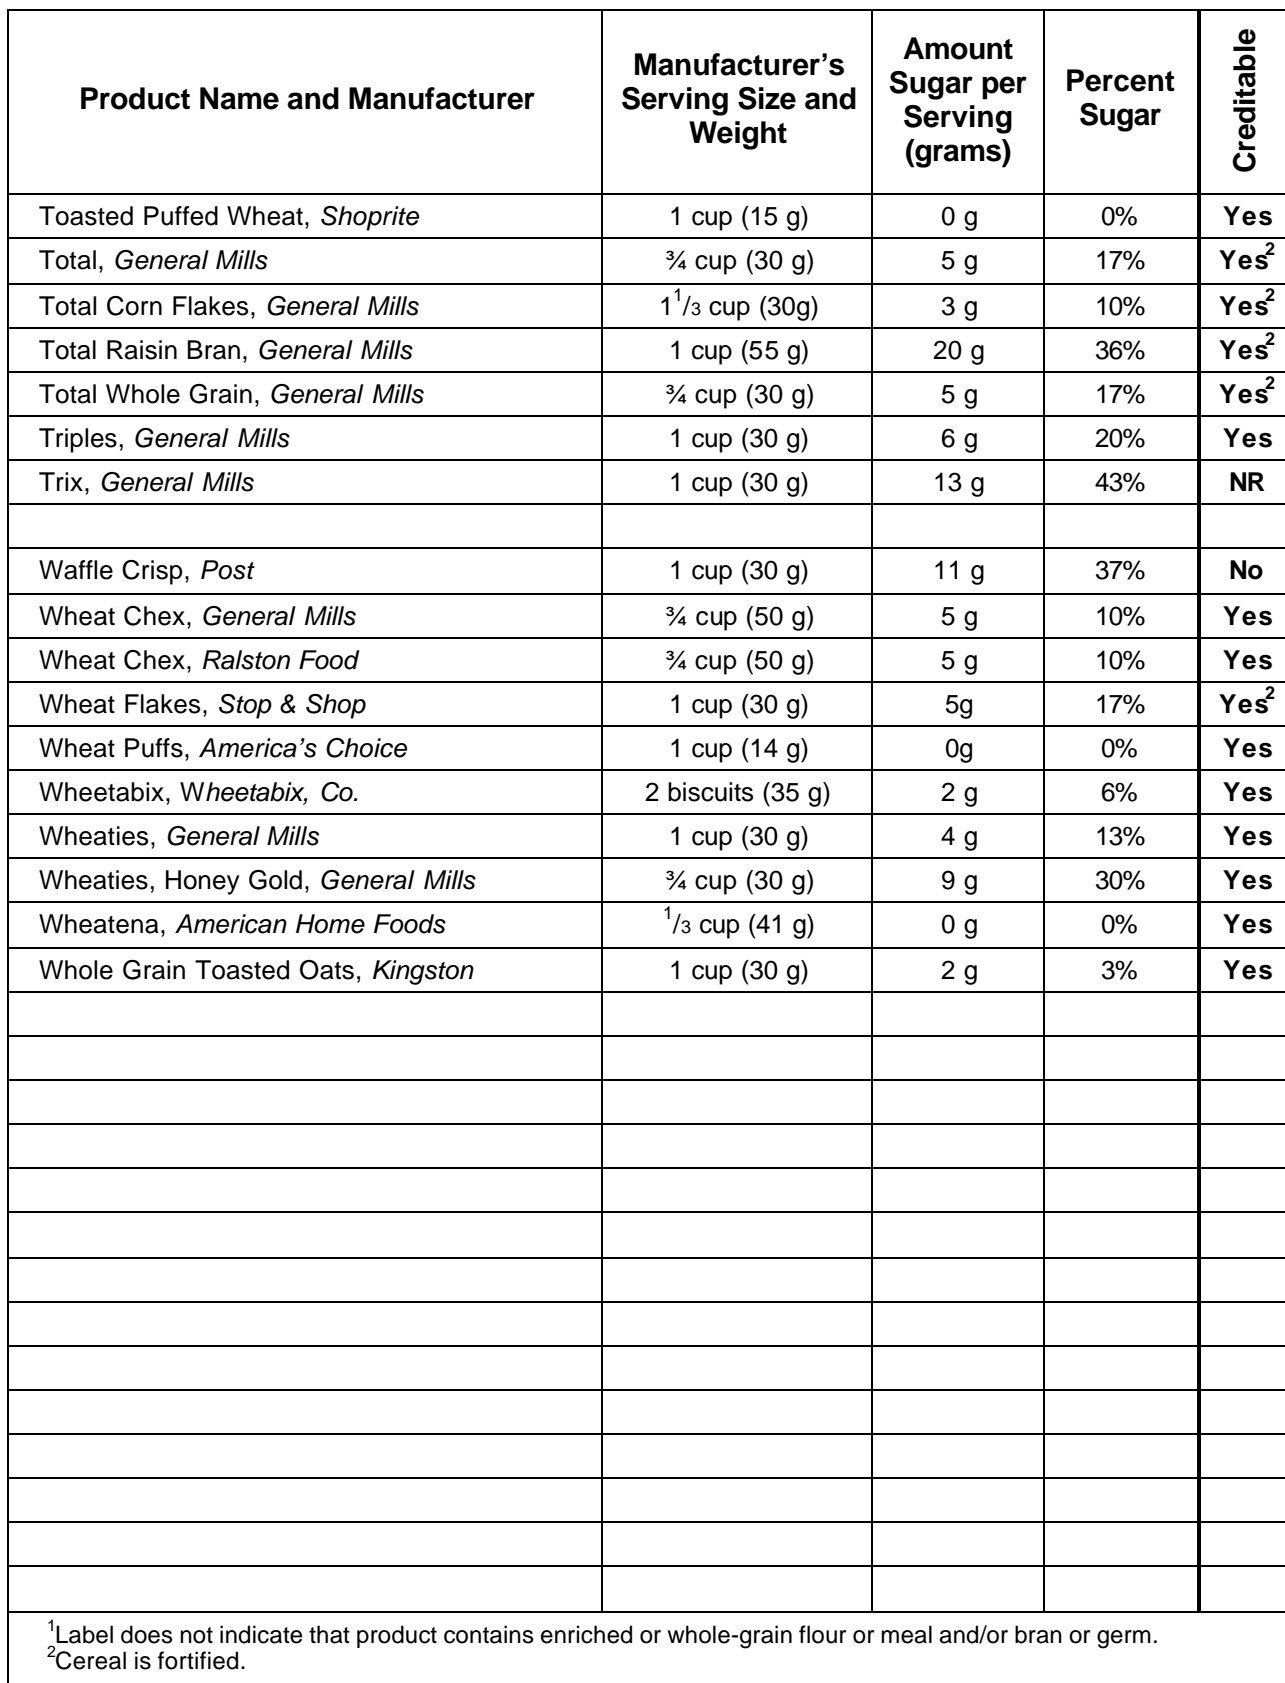 Product Name and Manufacturer
Manufacturer's
Serving Size and
Weight
Amount
Sugar per
Serving
(grams)
Percent
Sugar
Creditable
Toasted Puffed Wheat, Shoprite 1 cup (15 g) 0 g 0% Yes
Total, General Mills ¾ cup (30 g) 5 g 17% Yes²
Total Corn Flakes, General Mills 1¹/₃ cup (30g) 3 g 10% Yes²
Total Raisin Bran, General Mills 1 cup (55 g) 20 g 36% Yes²
Total Whole Grain, General Mills ¾ cup (30 g) 5 g 17% Yes²
Triples, General Mills 1 cup (30 g) 6 g 20% Yes
Trix, General Mills 1 cup (30 g) 13 g 43% NR
Waffle Crisp, Post 1 cup (30 g) 11 g 37% No
Wheat Chex, General Mills ¾ cup (50 g) 5 g 10% Yes
Wheat Chex, Ralston Food ¾ cup (50 g) 5 g 10% Yes
Wheat Flakes, Stop & Shop 1 cup (30 g) 5g 17% Yes²
Wheat Puffs, America's Choice 1 cup (14 g) 0g 0% Yes
Wheetabix, Wheetabix, Co. 2 biscuits (35 g) 2 g 6% Yes
Wheaties, General Mills 1 cup (30 g) 4 g 13% Yes
Wheaties, Honey Gold, General Mills ¾ cup (30 g) 9 g 30% Yes
Wheatena, American Home Foods ¹/₃ cup (41 g) 0 g 0% Yes
Whole Grain Toasted Oats, Kingston 1 cup (30 g) 2 g 3% Yes
¹Label does not indicate that product contains enriched or whole-grain flour or meal and/or bran or germ.
²Cereal is fortified.